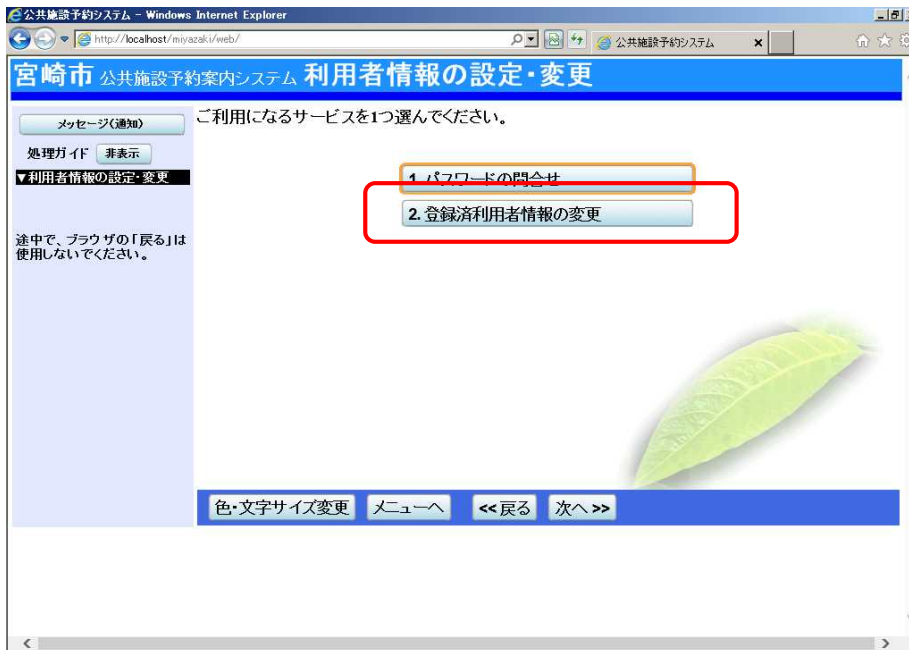 公共施設予約システム - Windows Internet Explorer
http://localhost/miyazaki/web/
公共施設予約システム
宮崎市 公共施設予約案内システム 利用者情報の設定・変更
メッセージ(通知)
処理ガイド 非表示
▼利用者情報の設定・変更
途中で、ブラウザの「戻る」は
使用しないでください。
ご利用になるサービスを1つ選んでください。
1. パスワードの問合せ
2. 登録済利用者情報の変更
色・文字サイズ変更 メニューへ <<戻る 次へ>>